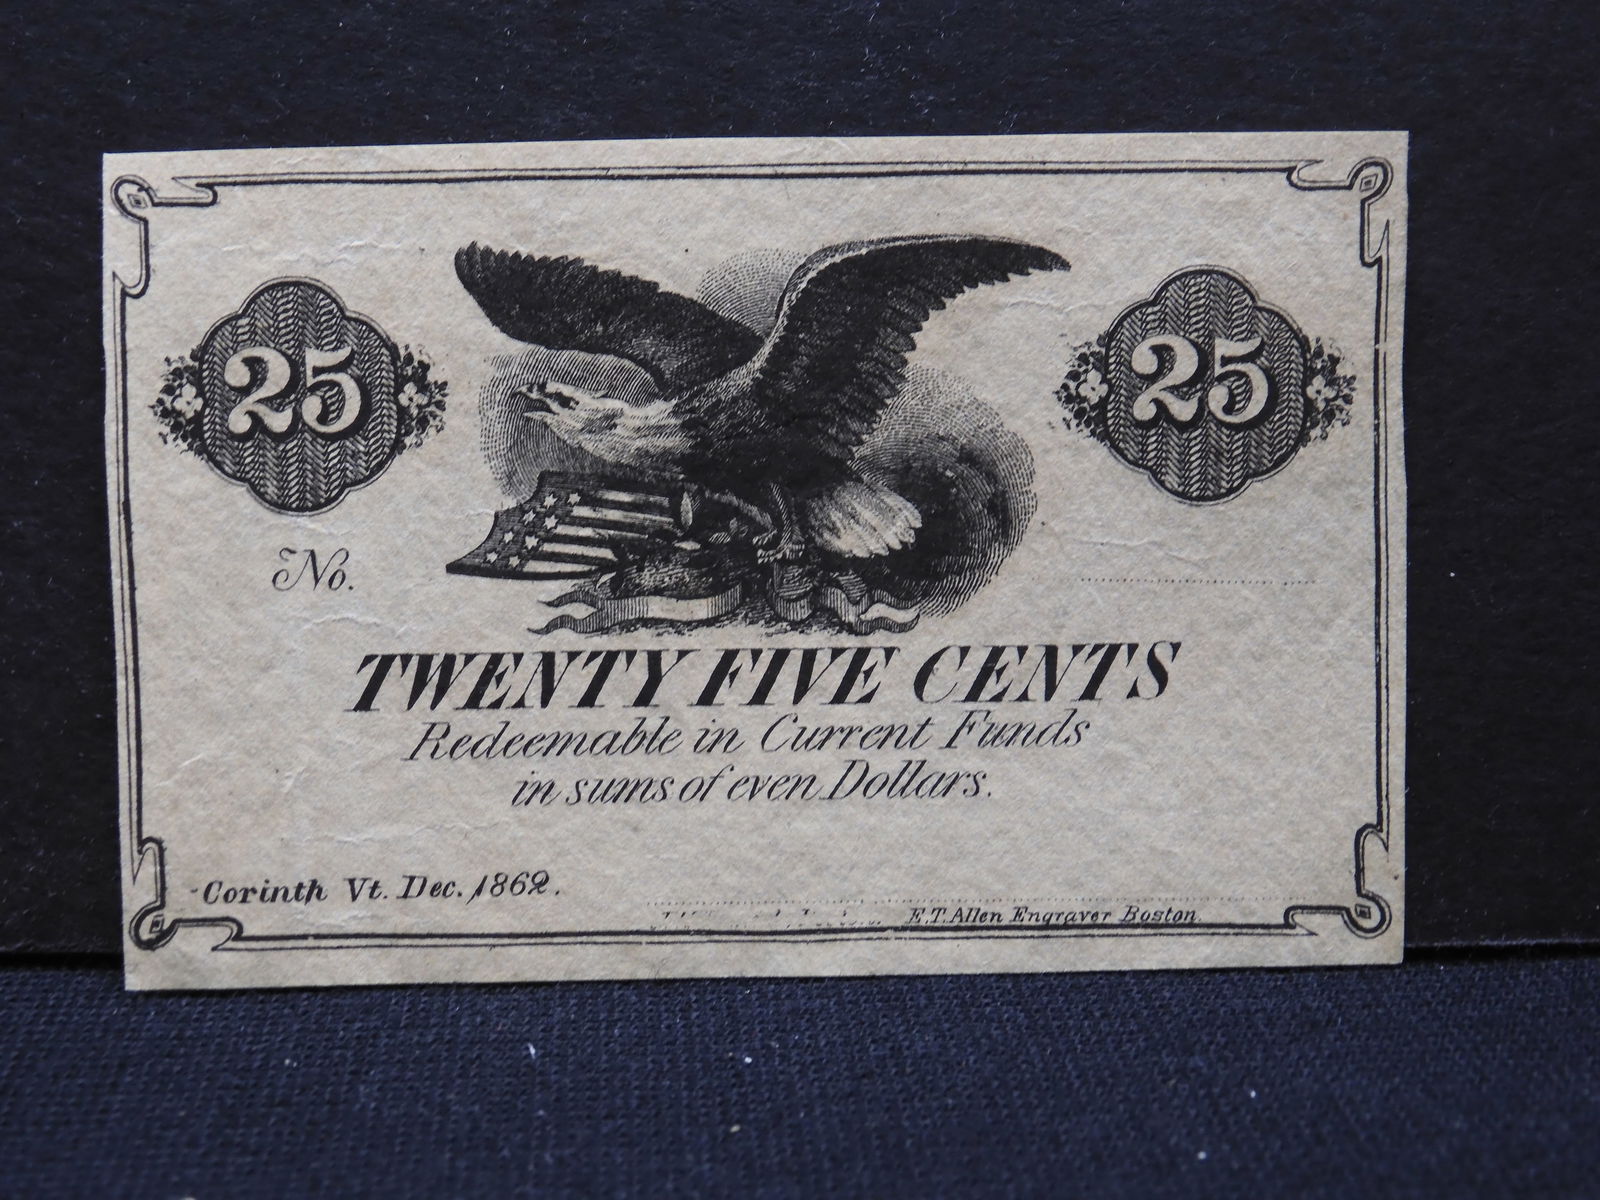 25 25
No.
TWENTY FIVE CENTS
Redeemable in Current Funds
in sums of even Dollars.
Corinth Vt. Dec. 1862.
E.T. Allen Engraver Boston.